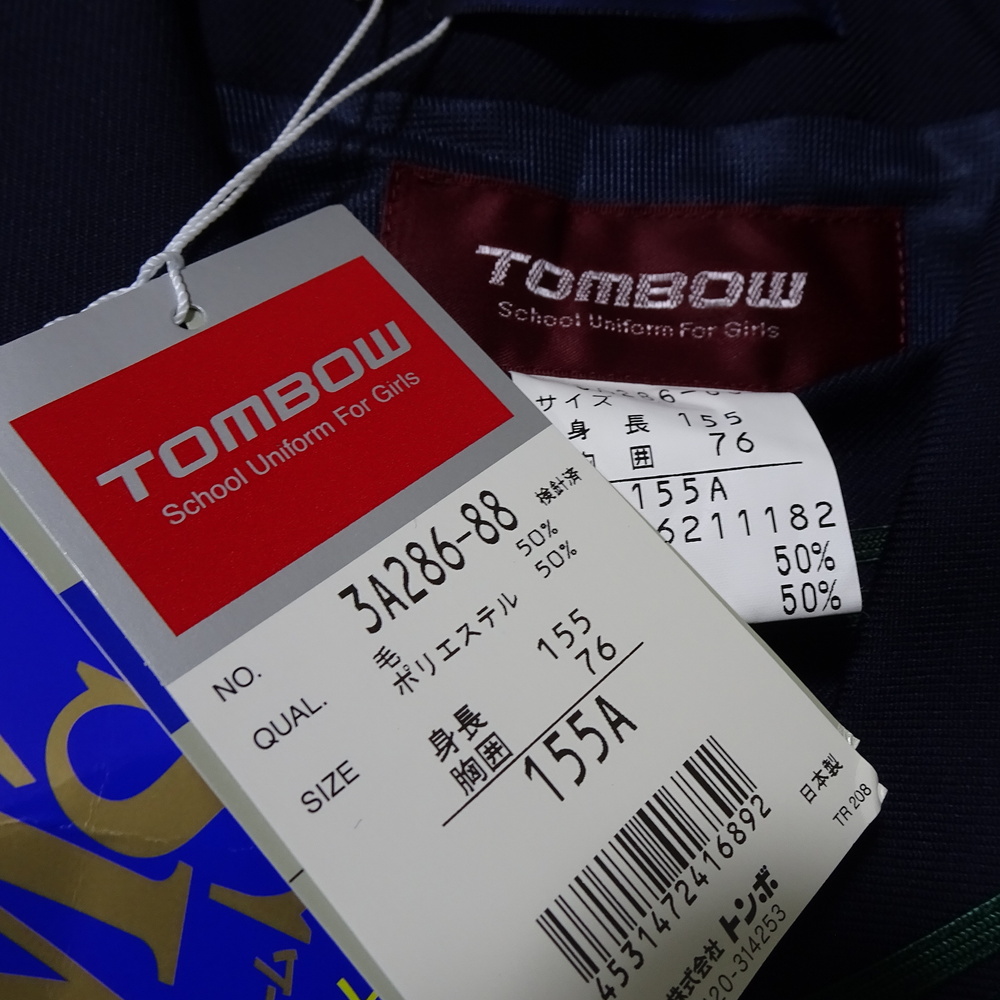 TOMBOW
School Uniform For Girls
サイズ
身 長 155
囲 76
155A
6211182
50%
50%
TOMBOW
School Uniform For Girls
検針済
NO. 3A286-88
QUAL. 毛 50%
ポリエステル 50%
SIZE 身長 155
胸囲 76
155A
4531472416892
日本製
TR 208
株式会社 トンボ
120-314253